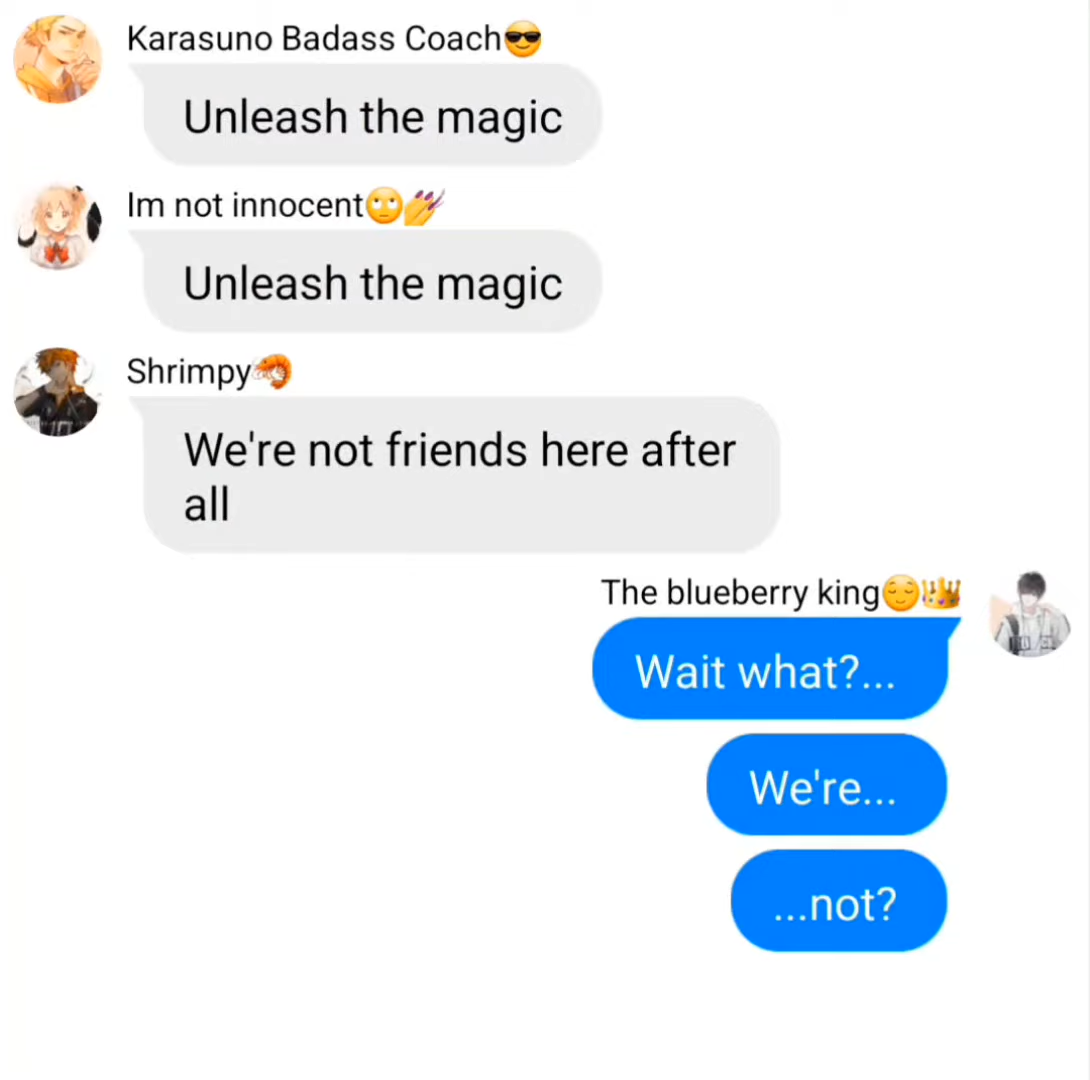 Karasuno Badass Coach😎
Unleash the magic
Im not innocent🙄💅
Unleash the magic
Shrimpy🦐
We're not friends here after
all
The blueberry king😌👑
Wait what?...
We're...
...not?